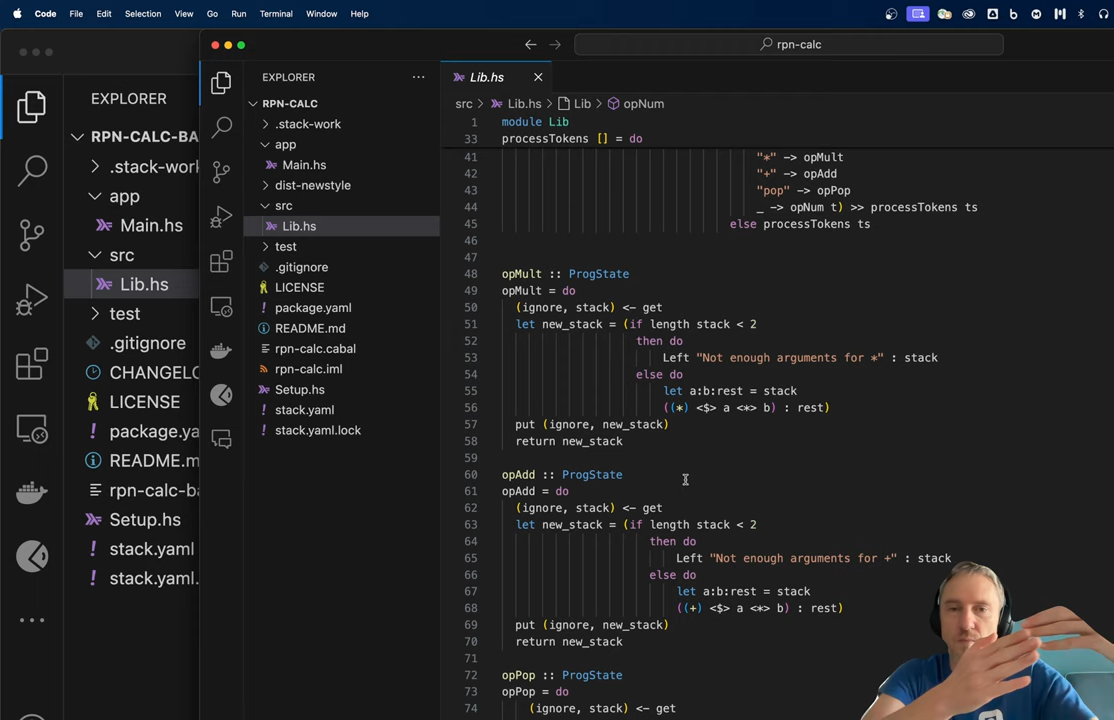 Code File Edit Selection View Go Run Terminal Window Help
rpn-calc
EXPLORER
RPN-CALC-BA
.stack-work
app
Main.hs
src
Lib.hs
test
.gitignore
CHANGELO
LICENSE
package.ya
README.m
rpn-calc-ba
Setup.hs
stack.yaml
stack.yaml.
EXPLORER
RPN-CALC
.stack-work
app
Main.hs
dist-newstyle
src
Lib.hs
test
.gitignore
LICENSE
package.yaml
README.md
rpn-calc.cabal
rpn-calc.iml
Setup.hs
stack.yaml
stack.yaml.lock
Lib.hs
src > Lib.hs > Lib > opNum
1 module Lib
33 processTokens [] = do
41 "*" -> opMult
42 "+" -> opAdd
43 "pop" -> opPop
44 _ -> opNum t) >> processTokens ts
45 else processTokens ts
46
47
48 opMult :: ProgState
49 opMult = do
50 (ignore, stack) <- get
51 let new_stack = (if length stack < 2
52 then do
53 Left "Not enough arguments for *" : stack
54 else do
55 let a:b:rest = stack
56 ((*) <$> a <*> b) : rest)
57 put (ignore, new_stack)
58 return new_stack
59
60 opAdd :: ProgState
61 opAdd = do
62 (ignore, stack) <- get
63 let new_stack = (if length stack < 2
64 then do
65 Left "Not enough arguments for +" : stack
66 else do
67 let a:b:rest = stack
68 ((+) <$> a <*> b) : rest)
69 put (ignore, new_stack)
70 return new_stack
71
72 opPop :: ProgState
73 opPop = do
74 (ignore, stack) <- get